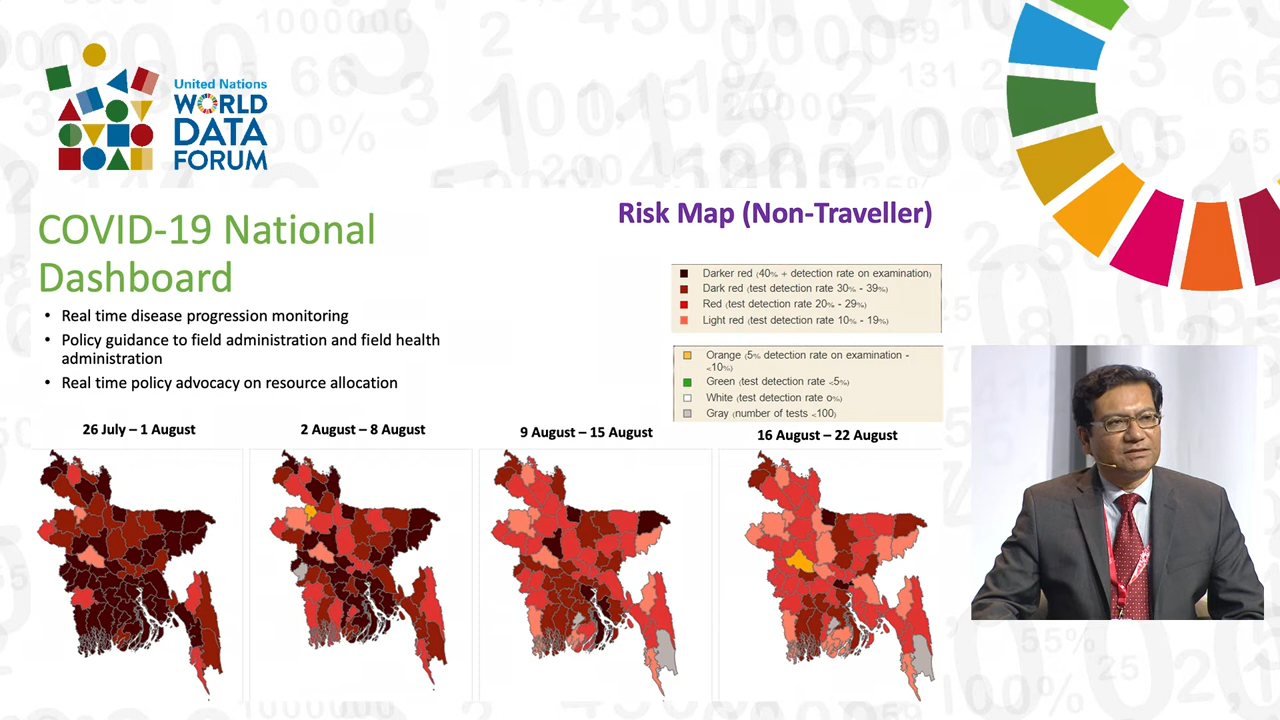 United Nations
WORLD
DATA
FORUM
COVID-19 National
Dashboard
• Real time disease progression monitoring
• Policy guidance to field administration and field health
administration
• Real time policy advocacy on resource allocation
Risk Map (Non-Traveller)
Darker red (40% + detection rate on examination)
Dark red (test detection rate 30% - 39%)
Red (test detection rate 20% - 29%)
Light red (test detection rate 10% - 19%)
Orange (5% detection rate on examination -
<10%)
Green (test detection rate <5%)
White (test detection rate 0%)
Gray (number of tests <100)
26 July – 1 August
2 August – 8 August
9 August – 15 August
16 August – 22 August